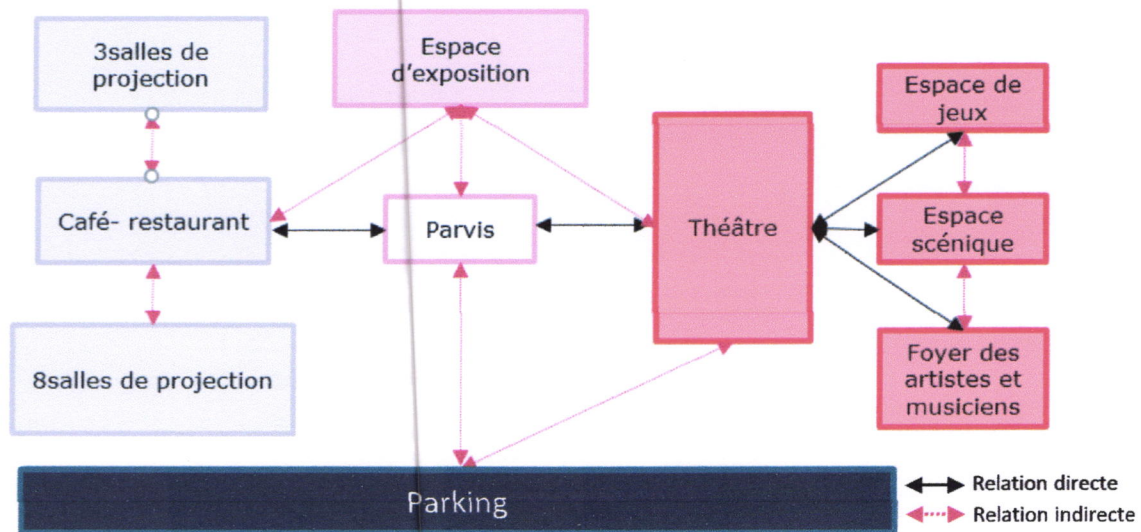 3salles de
projection
Espace
d'exposition
Espace de
jeux
Café- restaurant
Parvis
Théâtre
Espace
scénique
8salles de projection
Foyer des
artistes et
musiciens
Parking
Relation directe
Relation indirecte